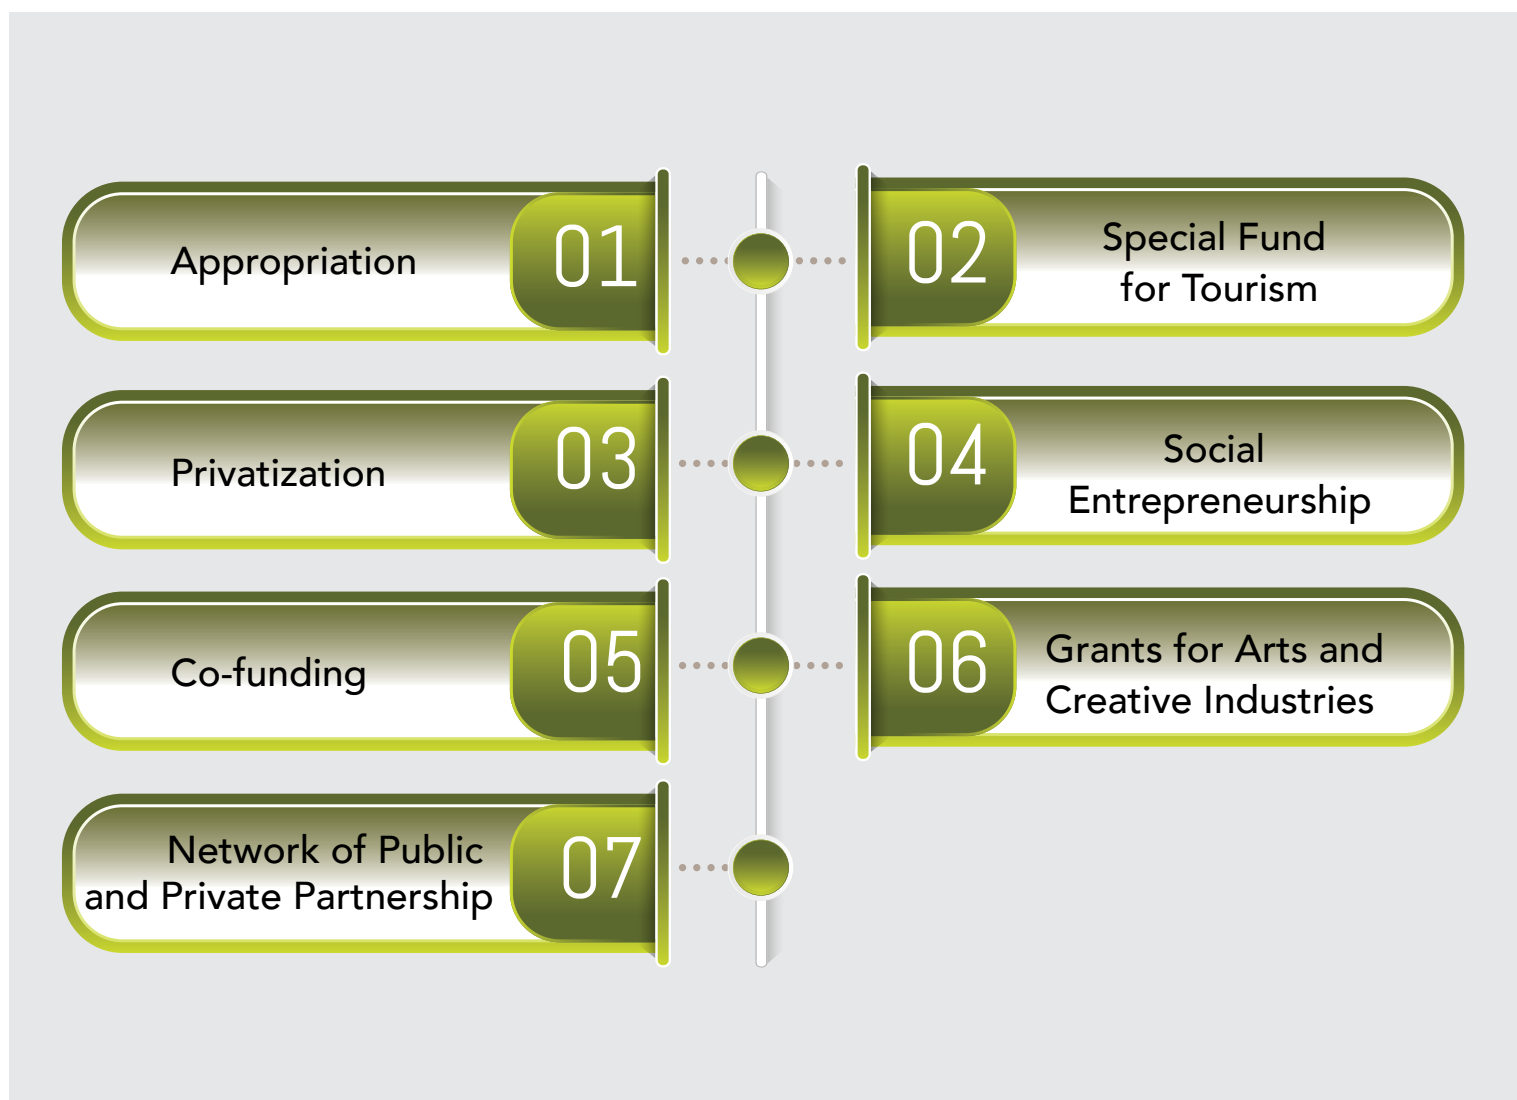 Appropriation
01
02
Special Fund
for Tourism
Privatization
03
04
Social
Entrepreneurship
Co-funding
05
06
Grants for Arts and
Creative Industries
Network of Public
and Private Partnership
07